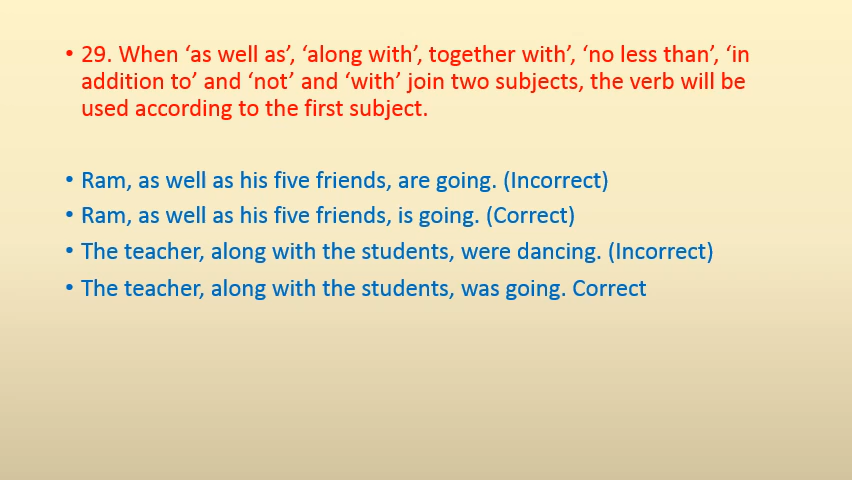 • 29. When ‘as well as’, ‘along with’, together with’, ‘no less than’, ‘in
addition to’ and ‘not’ and ‘with’ join two subjects, the verb will be
used according to the first subject.
• Ram, as well as his five friends, are going. (Incorrect)
• Ram, as well as his five friends, is going. (Correct)
• The teacher, along with the students, were dancing. (Incorrect)
• The teacher, along with the students, was going. Correct